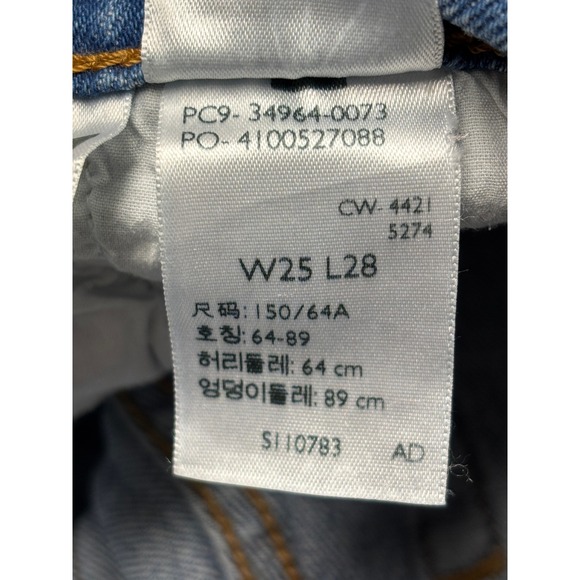 PC9- 34964-0073
PO- 4100527088
CW- 4421
5274
W25 L28
尺码: 150/64A
호칭: 64-89
허리둘레: 64 cm
엉덩이둘레: 89 cm
S110783 AD